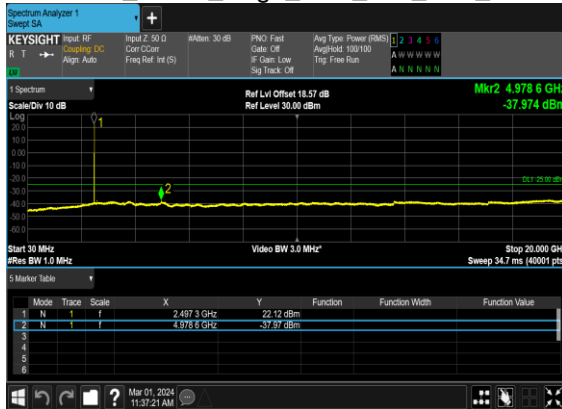 Spectrum Analyzer 1
Swept SA
+
KEYSIGHT Input: RF Input Z: 50 Ω #Atten: 30 dB PNO: Fast Avg Type: Power (RMS) 1 2 3 4 5 6
R T Coupling: DC Corr CCorr Gate: Off Avg|Hold: 100/100 A W W W W W
Align: Auto Freq Ref: Int (S) IF Gain: Low Trig: Free Run
Sig Track: Off A N N N N N
1 Spectrum Ref Lvl Offset 18.57 dB Mkr2 4.978 6 GHz
Scale/Div 10 dB Ref Level 30.00 dBm -37.974 dBm
Log
20.0
10.0
0.00
-10.0
-20.0
-30.0
-40.0
-50.0
-60.0
1
2
DL1 -25.00 dBm
Start 30 MHz Video BW 3.0 MHz* Stop 20.000 GH
#Res BW 1.0 MHz Sweep 34.7 ms (40001 pts
5 Marker Table
Mode Trace Scale X Y Function Function Width Function Value
1 N 1 f 2.497 3 GHz 22.12 dBm
2 N 1 f 4.978 6 GHz -37.97 dBm
3
4
5
6
? Mar 01, 2024
11:37:21 AM